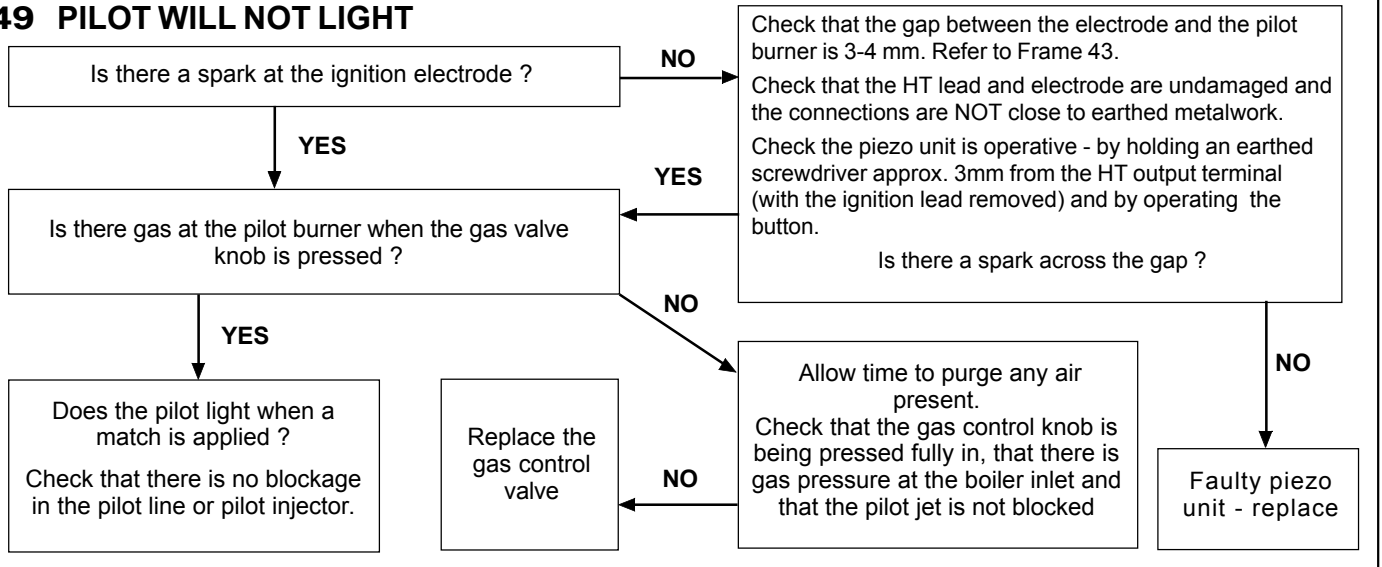 49 PILOT WILL NOT LIGHT
Is there a spark at the ignition electrode ?
NO
Check that the gap between the electrode and the pilot
burner is 3-4 mm. Refer to Frame 43.
Check that the HT lead and electrode are undamaged and
the connections are NOT close to earthed metalwork.
Check the piezo unit is operative - by holding an earthed
screwdriver approx. 3mm from the HT output terminal
(with the ignition lead removed) and by operating the
button.
Is there a spark across the gap ?
YES
YES
Is there gas at the pilot burner when the gas valve
knob is pressed ?
NO
YES
NO
Does the pilot light when a
match is applied ?
Check that there is no blockage
in the pilot line or pilot injector.
Replace the
gas control
valve
NO
Allow time to purge any air
present.
Check that the gas control knob is
being pressed fully in, that there is
gas pressure at the boiler inlet and
that the pilot jet is not blocked
Faulty piezo
unit - replace